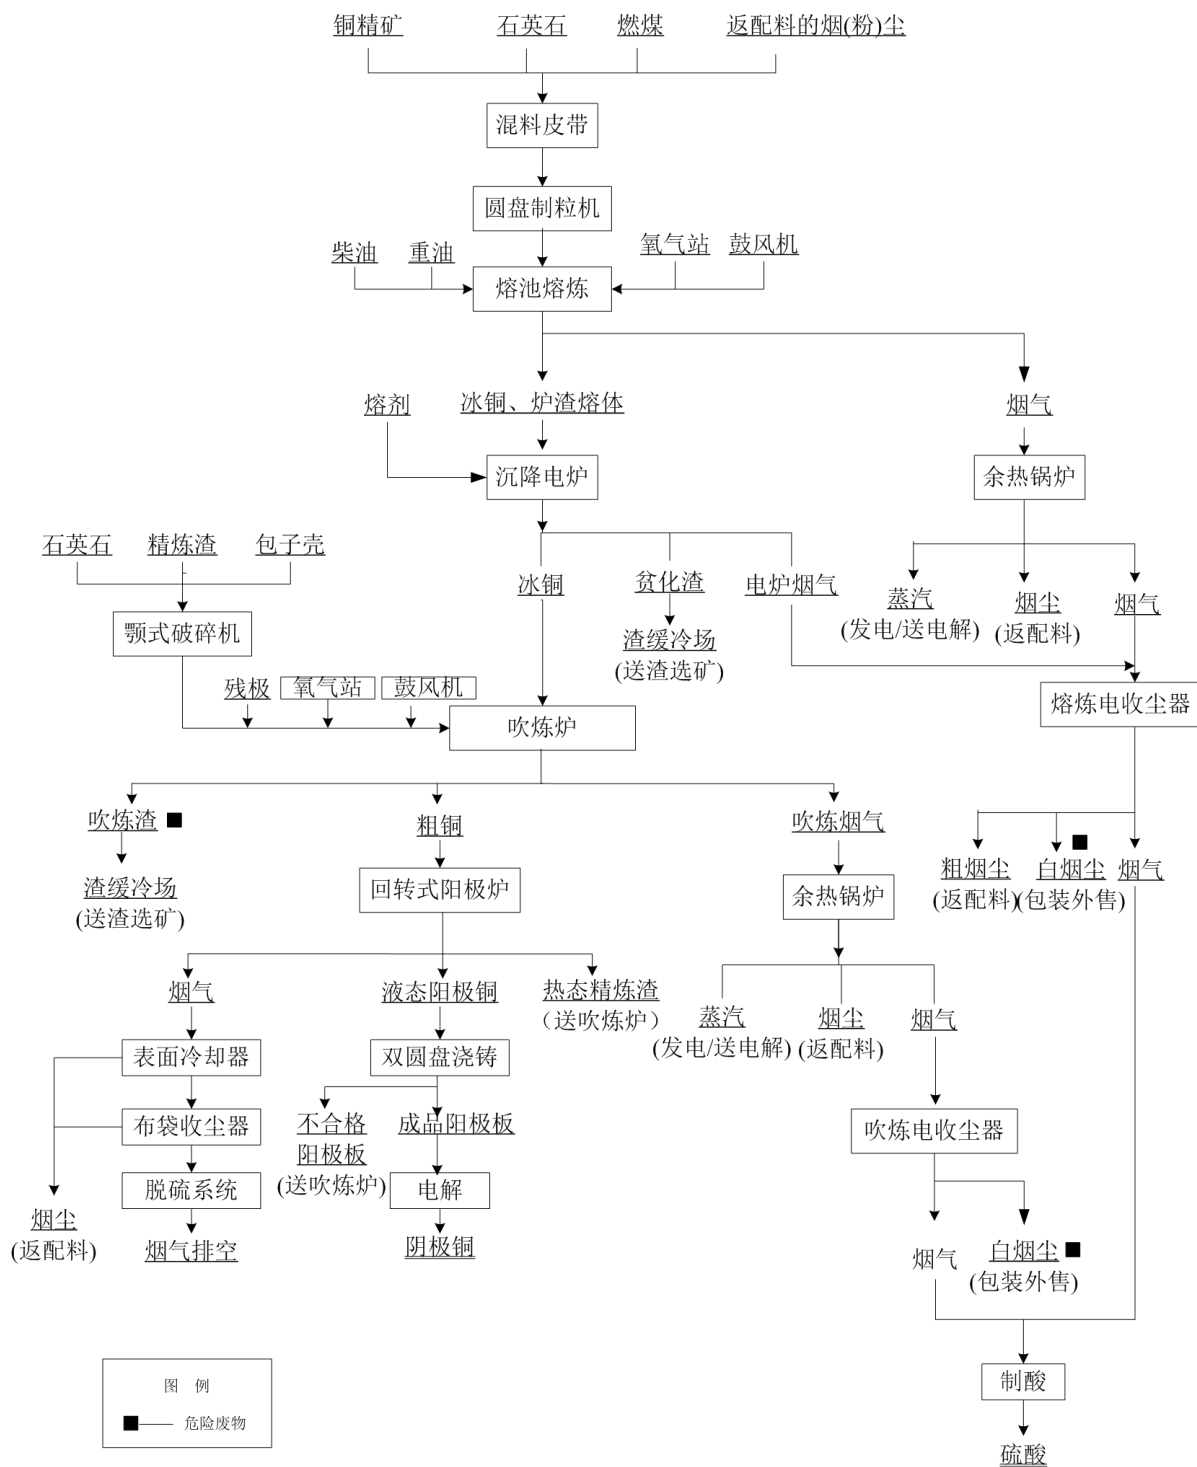 铜精矿
石英石
燃煤
返配料的烟(粉)尘
混料皮带
圆盘制粒机
柴油
重油
氧气站
鼓风机
熔池熔炼
熔剂
冰铜、炉渣熔体
烟气
沉降电炉
余热锅炉
石英石
精炼渣
包子壳
冰铜
贫化渣
电炉烟气
蒸汽
(发电/送电解)
烟尘
(返配料)
烟气
颚式破碎机
渣缓冷场
(送渣选矿)
残极
氧气站
鼓风机
吹炼炉
熔炼电收尘器
吹炼渣
粗铜
吹炼烟气
粗烟尘
(返配料)
白烟尘
(包装外售)
烟气
渣缓冷场
(送渣选矿)
回转式阳极炉
余热锅炉
烟气
液态阳极铜
热态精炼渣
（送吹炼炉）
蒸汽
(发电/送电解)
烟尘
(返配料)
烟气
表面冷却器
双圆盘浇铸
布袋收尘器
不合格
阳极板
(送吹炼炉)
成品阳极板
吹炼电收尘器
脱硫系统
电解
烟尘
(返配料)
烟气排空
阴极铜
烟气
白烟尘
(包装外售)
制酸
硫酸
图 例
危险废物